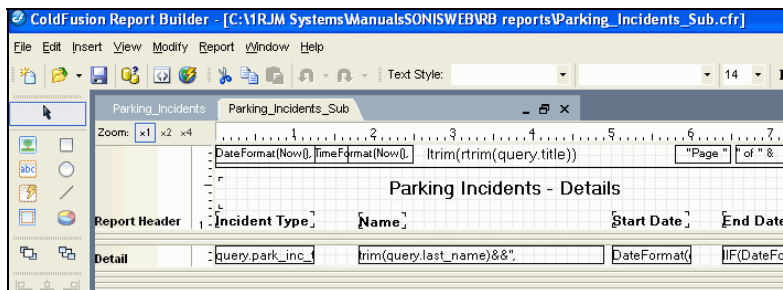 ColdFusion Report Builder - [C:\1RJM Systems\ManualsSONISWEB\RB reports\Parking_Incidents_Sub.cfr]
File Edit Insert View Modify Report Window Help
Text Style: 14
Parking_Incidents Parking_Incidents_Sub
Zoom: x1 x2 x4 1 2 3 4 5 6 7
DateFormat(Now(), TimeFormat(Now(), ltrim(rtrim(query.title)) "Page " " of " &
Parking Incidents - Details
Report Header 1 Incident Type Name Start Date End Date
abc
Detail query.park_inc_t trim(query.last_name)&&", DateFormat( IIF(DateFo